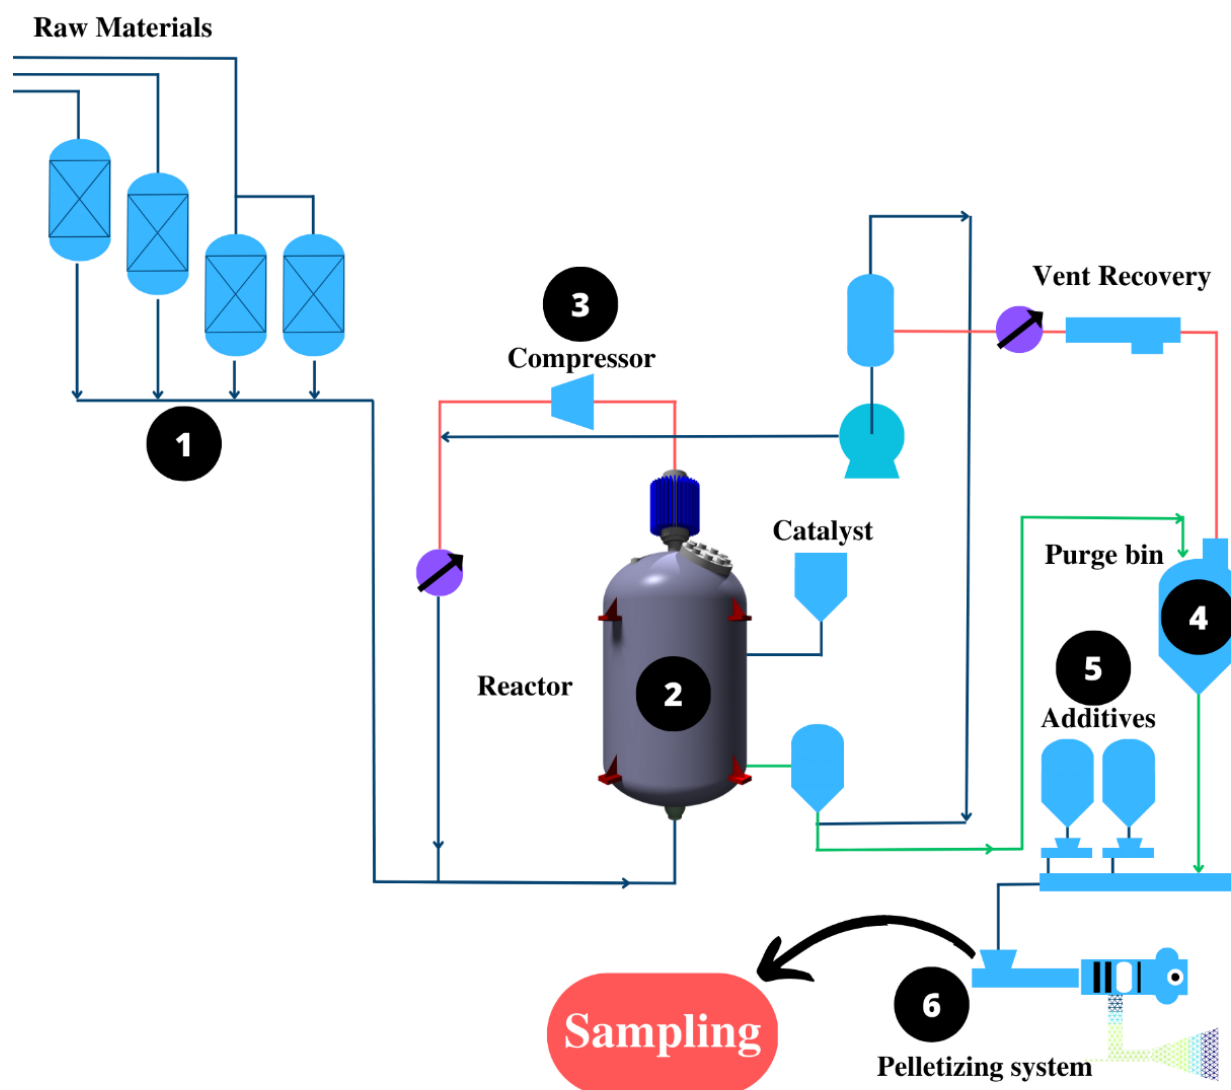 Raw Materials
Vent Recovery
3
Compressor
1
Catalyst
Purge bin
4
5
Reactor
2
Additives
6
Sampling
Pelletizing system